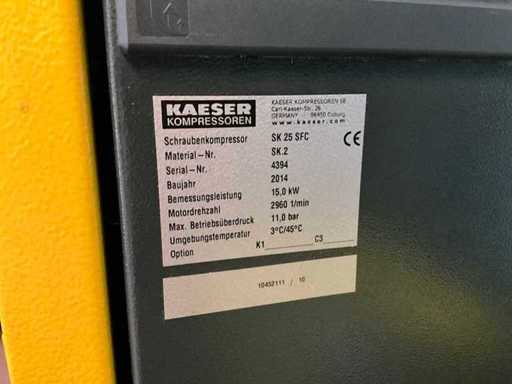 KAESER
KOMPRESSOREN
KAESER KOMPRESSOREN SE
Carl-Kaeser-Str. 26
GERMANY - 96450 Coburg
www.kaeser.com
Schraubenkompressor SK 25 SFC CE
Material-Nr. SK.2
Serial-Nr. 4394
Baujahr 2014
Bemessungsleistung 15,0 kW
Motordrehzahl 2960 1/min
Max. Betriebsüberdruck 11,0 bar
Umgebungstemperatur 3°C/45°C
Option K1 C3
10452111 / 10